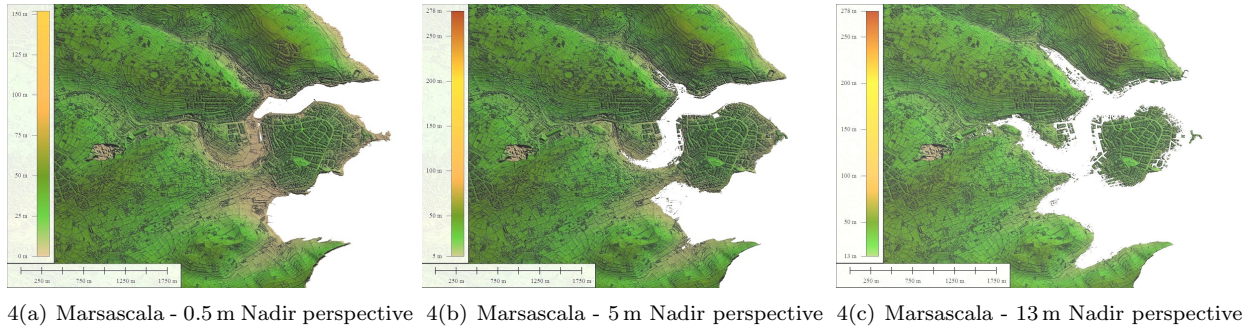 150 m
125 m
100 m
75 m
50 m
25 m
0 m
250 m 750 m 1250 m 1750 m
278 m
250 m
200 m
150 m
100 m
50 m
5 m
250 m 750 m 1250 m 1750 m
278 m
250 m
200 m
150 m
100 m
50 m
13 m
250 m 750 m 1250 m 1750 m
4(a) Marsascala - 0.5 m Nadir perspective
4(b) Marsascala - 5 m Nadir perspective
4(c) Marsascala - 13 m Nadir perspective